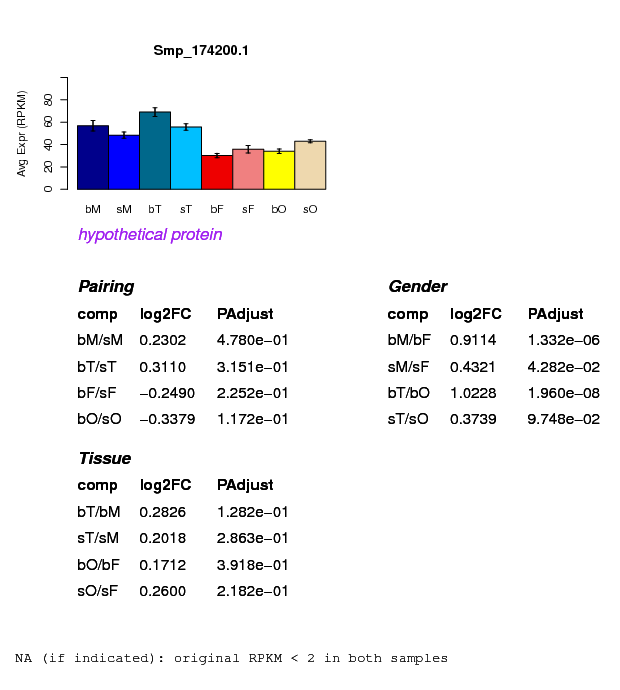 Smp_174200.1
Avg Expr (RPKM)
0 20 40 60 80
bM sM bT sT bF sF bO sO
hypothetical protein
Pairing
comp log2FC PAdjust
bM/sM 0.2302 4.780e−01
bT/sT 0.3110 3.151e−01
bF/sF −0.2490 2.252e−01
bO/sO −0.3379 1.172e−01
Gender
comp log2FC PAdjust
bM/bF 0.9114 1.332e−06
sM/sF 0.4321 4.282e−02
bT/bO 1.0228 1.960e−08
sT/sO 0.3739 9.748e−02
Tissue
comp log2FC PAdjust
bT/bM 0.2826 1.282e−01
sT/sM 0.2018 2.863e−01
bO/bF 0.1712 3.918e−01
sO/sF 0.2600 2.182e−01
NA (if indicated): original RPKM < 2 in both samples